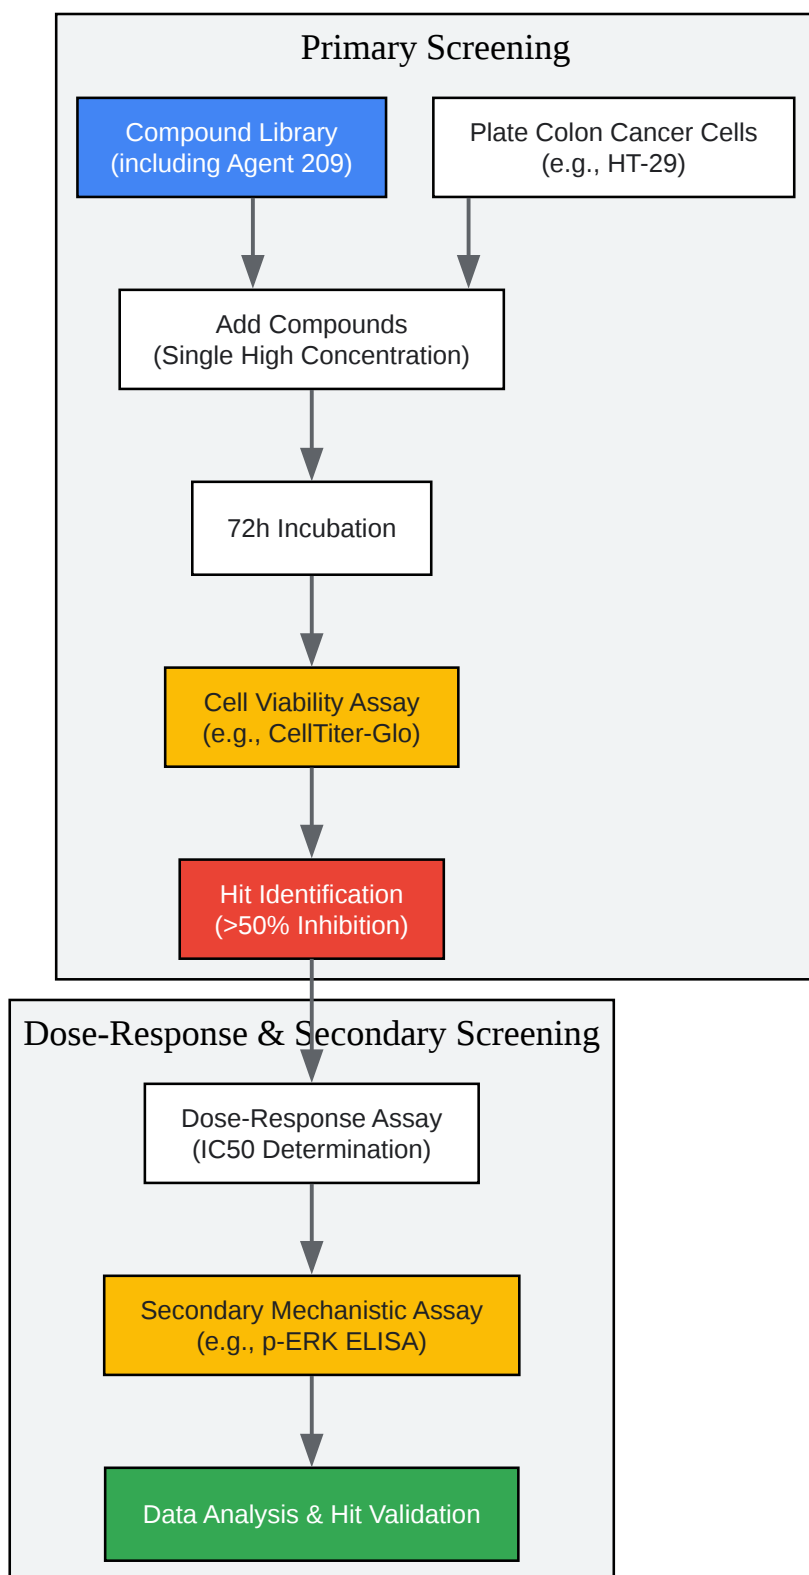 Primary Screening
Compound Library
(including Agent 209)
Plate Colon Cancer Cells
(e.g., HT-29)
Add Compounds
(Single High Concentration)
72h Incubation
Cell Viability Assay
(e.g., CellTiter-Glo)
Hit Identification
(>50% Inhibition)
Dose-Response & Secondary Screening
Dose-Response Assay
(IC50 Determination)
Secondary Mechanistic Assay
(e.g., p-ERK ELISA)
Data Analysis & Hit Validation